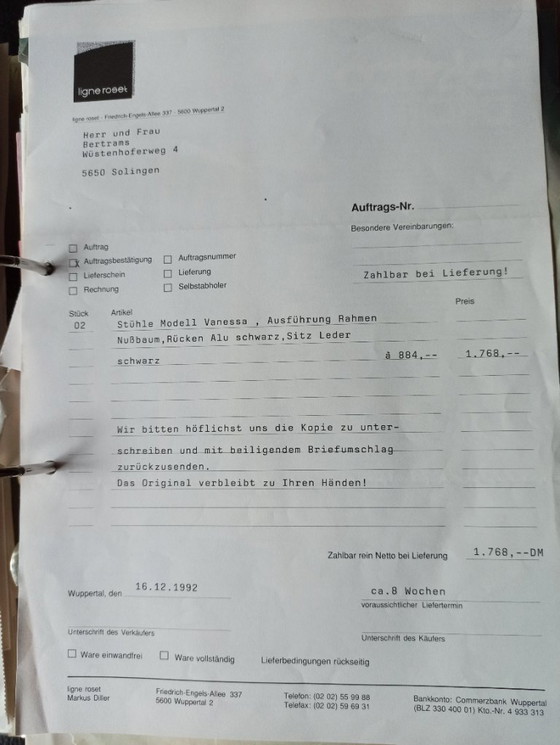 ligne roset
ligne roset · Friedrich-Engels-Allee 337 · 5600 Wuppertal 2
Herr und Frau
Bertrams
Wüstenhoferweg 4
5650 Solingen
Auftrags-Nr.
Besondere Vereinbarungen:
Auftrag
Auftragsbestätigung
Auftragsnummer
Lieferschein
Lieferung
Zahlbar bei Lieferung!
Rechnung
Selbstabholer
Preis
Stück Artikel
02 Stühle Modell Vanessa , Ausführung Rahmen
Nußbaum,Rücken Alu schwarz,Sitz Leder
schwarz à 884,-- 1.768,--
Wir bitten höflichst uns die Kopie zu unter-
schreiben und mit beiligendem Briefumschlag
zurückzusenden.
Das Original verbleibt zu Ihren Händen!
Zahlbar rein Netto bei Lieferung 1.768,--DM
Wuppertal, den 16.12.1992
ca.8 Wochen
voraussichtlicher Liefertermin
Unterschrift des Verkäufers
Unterschrift des Käufers
Ware einwandfrei Ware vollständig Lieferbedingungen rückseitig
ligne roset Friedrich-Engels-Allee 337 Telefon: (02 02) 55 99 88 Bankkonto: Commerzbank Wuppertal
Markus Diller 5600 Wuppertal 2 Telefax: (02 02) 59 69 31 (BLZ 330 400 01) Kto.-Nr. 4 933 313